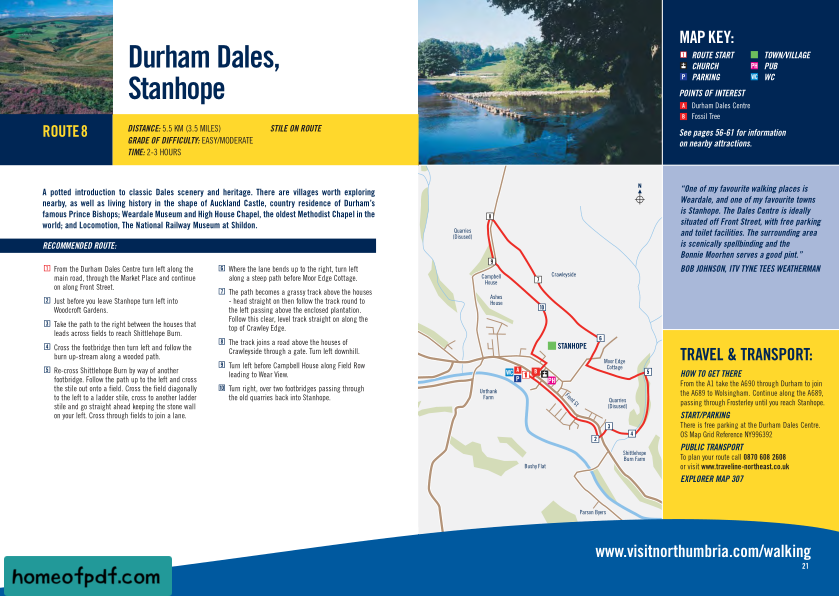 Durham Dales,
Stanhope
ROUTE 8
DISTANCE: 5.5 KM (3.5 MILES)
GRADE OF DIFFICULTY: EASY/MODERATE
TIME: 2-3 HOURS
STILE ON ROUTE
A potted introduction to classic Dales scenery and heritage. There are villages worth exploring
nearby, as well as living history in the shape of Auckland Castle, country residence of Durham's
famous Prince Bishops; Weardale Museum and High House Chapel, the oldest Methodist Chapel in the
world; and Locomotion, The National Railway Museum at Shildon.
RECOMMENDED ROUTE:
1 From the Durham Dales Centre turn left along the
main road, through the Market Place and continue
on along Front Street.
2 Just before you leave Stanhope turn left into
Woodcroft Gardens.
3 Take the path to the right between the houses that
leads across fields to reach Shittlehope Burn.
4 Cross the footbridge then turn left and follow the
burn up-stream along a wooded path.
5 Re-cross Shittlehope Burn by way of another
footbridge. Follow the path up to the left and cross
the stile out onto a field. Cross the field diagonally
to the left to a ladder stile, cross to another ladder
stile and go straight ahead keeping the stone wall
on your left. Cross through fields to join a lane.
6 Where the lane bends up to the right, turn left
along a steep path before Moor Edge Cottage.
7 The path becomes a grassy track above the houses
- head straight on then follow the track round to
the left passing above the enclosed plantation.
Follow this clear, level track straight on along the
top of Crawley Edge.
8 The track joins a road above the houses of
Crawleyside through a gate. Turn left downhill.
9 Turn left before Campbell House along Field Row
leading to Wear View.
10 Turn right, over two footbridges passing through
the old quarries back into Stanhope.
N
8
Quarries
(Disused)
9
Campbell
House
7
Crawleyside
Ashes
House
10
6
STANHOPE
Moor Edge
Cottage
5
WC
A
P
B
PH
Unthank
Farm
Front St
Quarries
(Disused)
3
2
4
Shittlehope
Burn Farm
Rushy Flat
Parson Byers
MAP KEY:
ROUTE START
CHURCH
P PARKING
TOWN/VILLAGE
PH PUB
WC WC
POINTS OF INTEREST
A Durham Dales Centre
B Fossil Tree
See pages 56-61 for information
on nearby attractions.
"One of my favourite walking places is
Weardale, and one of my favourite towns
is Stanhope. The Dales Centre is ideally
situated off Front Street, with free parking
and toilet facilities. The surrounding area
is scenically spellbinding and the
Bonnie Moorhen serves a good pint."
BOB JOHNSON, ITV TYNE TEES WEATHERMAN
TRAVEL & TRANSPORT:
HOW TO GET THERE
From the A1 take the A690 through Durham to join
the A689 to Wolsingham. Continue along the A689,
passing through Frosterley until you reach Stanhope.
START/PARKING
There is free parking at the Durham Dales Centre.
OS Map Grid Reference NY996392
PUBLIC TRANSPORT
To plan your route call 0870 608 2608
or visit www.traveline-northeast.co.uk
EXPLORER MAP 307
www.visitnorthumbria.com/walking
21
homeofpdf.com